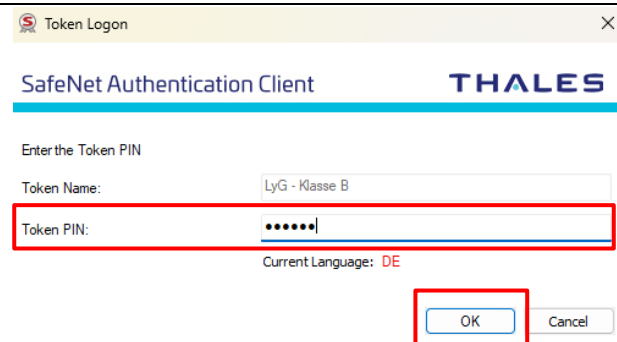 Token Logon
SafeNet Authentication Client THALES
Enter the Token PIN
Token Name: LyG - Klasse B
Token PIN: ••••••
Current Language: DE
OK Cancel